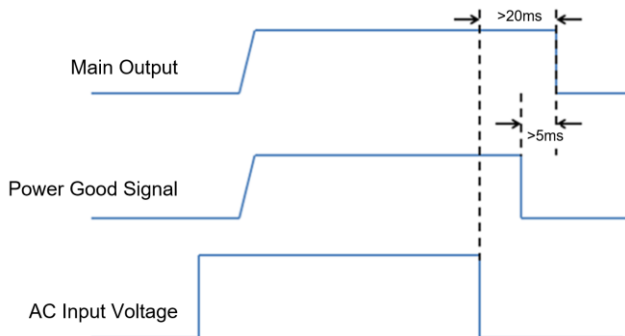 >20ms
Main Output
>5ms
Power Good Signal
AC Input Voltage